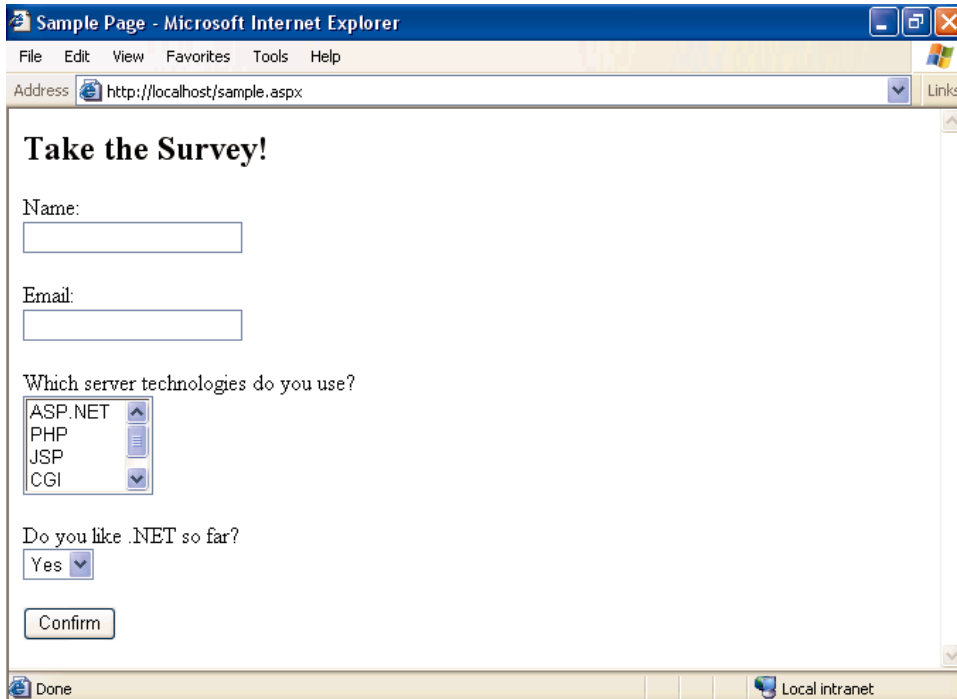 Sample Page - Microsoft Internet Explorer
File Edit View Favorites Tools Help
Address http://localhost/sample.aspx Links
Take the Survey!
Name:
Email:
Which server technologies do you use?
ASP.NET
PHP
JSP
CGI
Do you like .NET so far?
Yes
Confirm
Done Local intranet